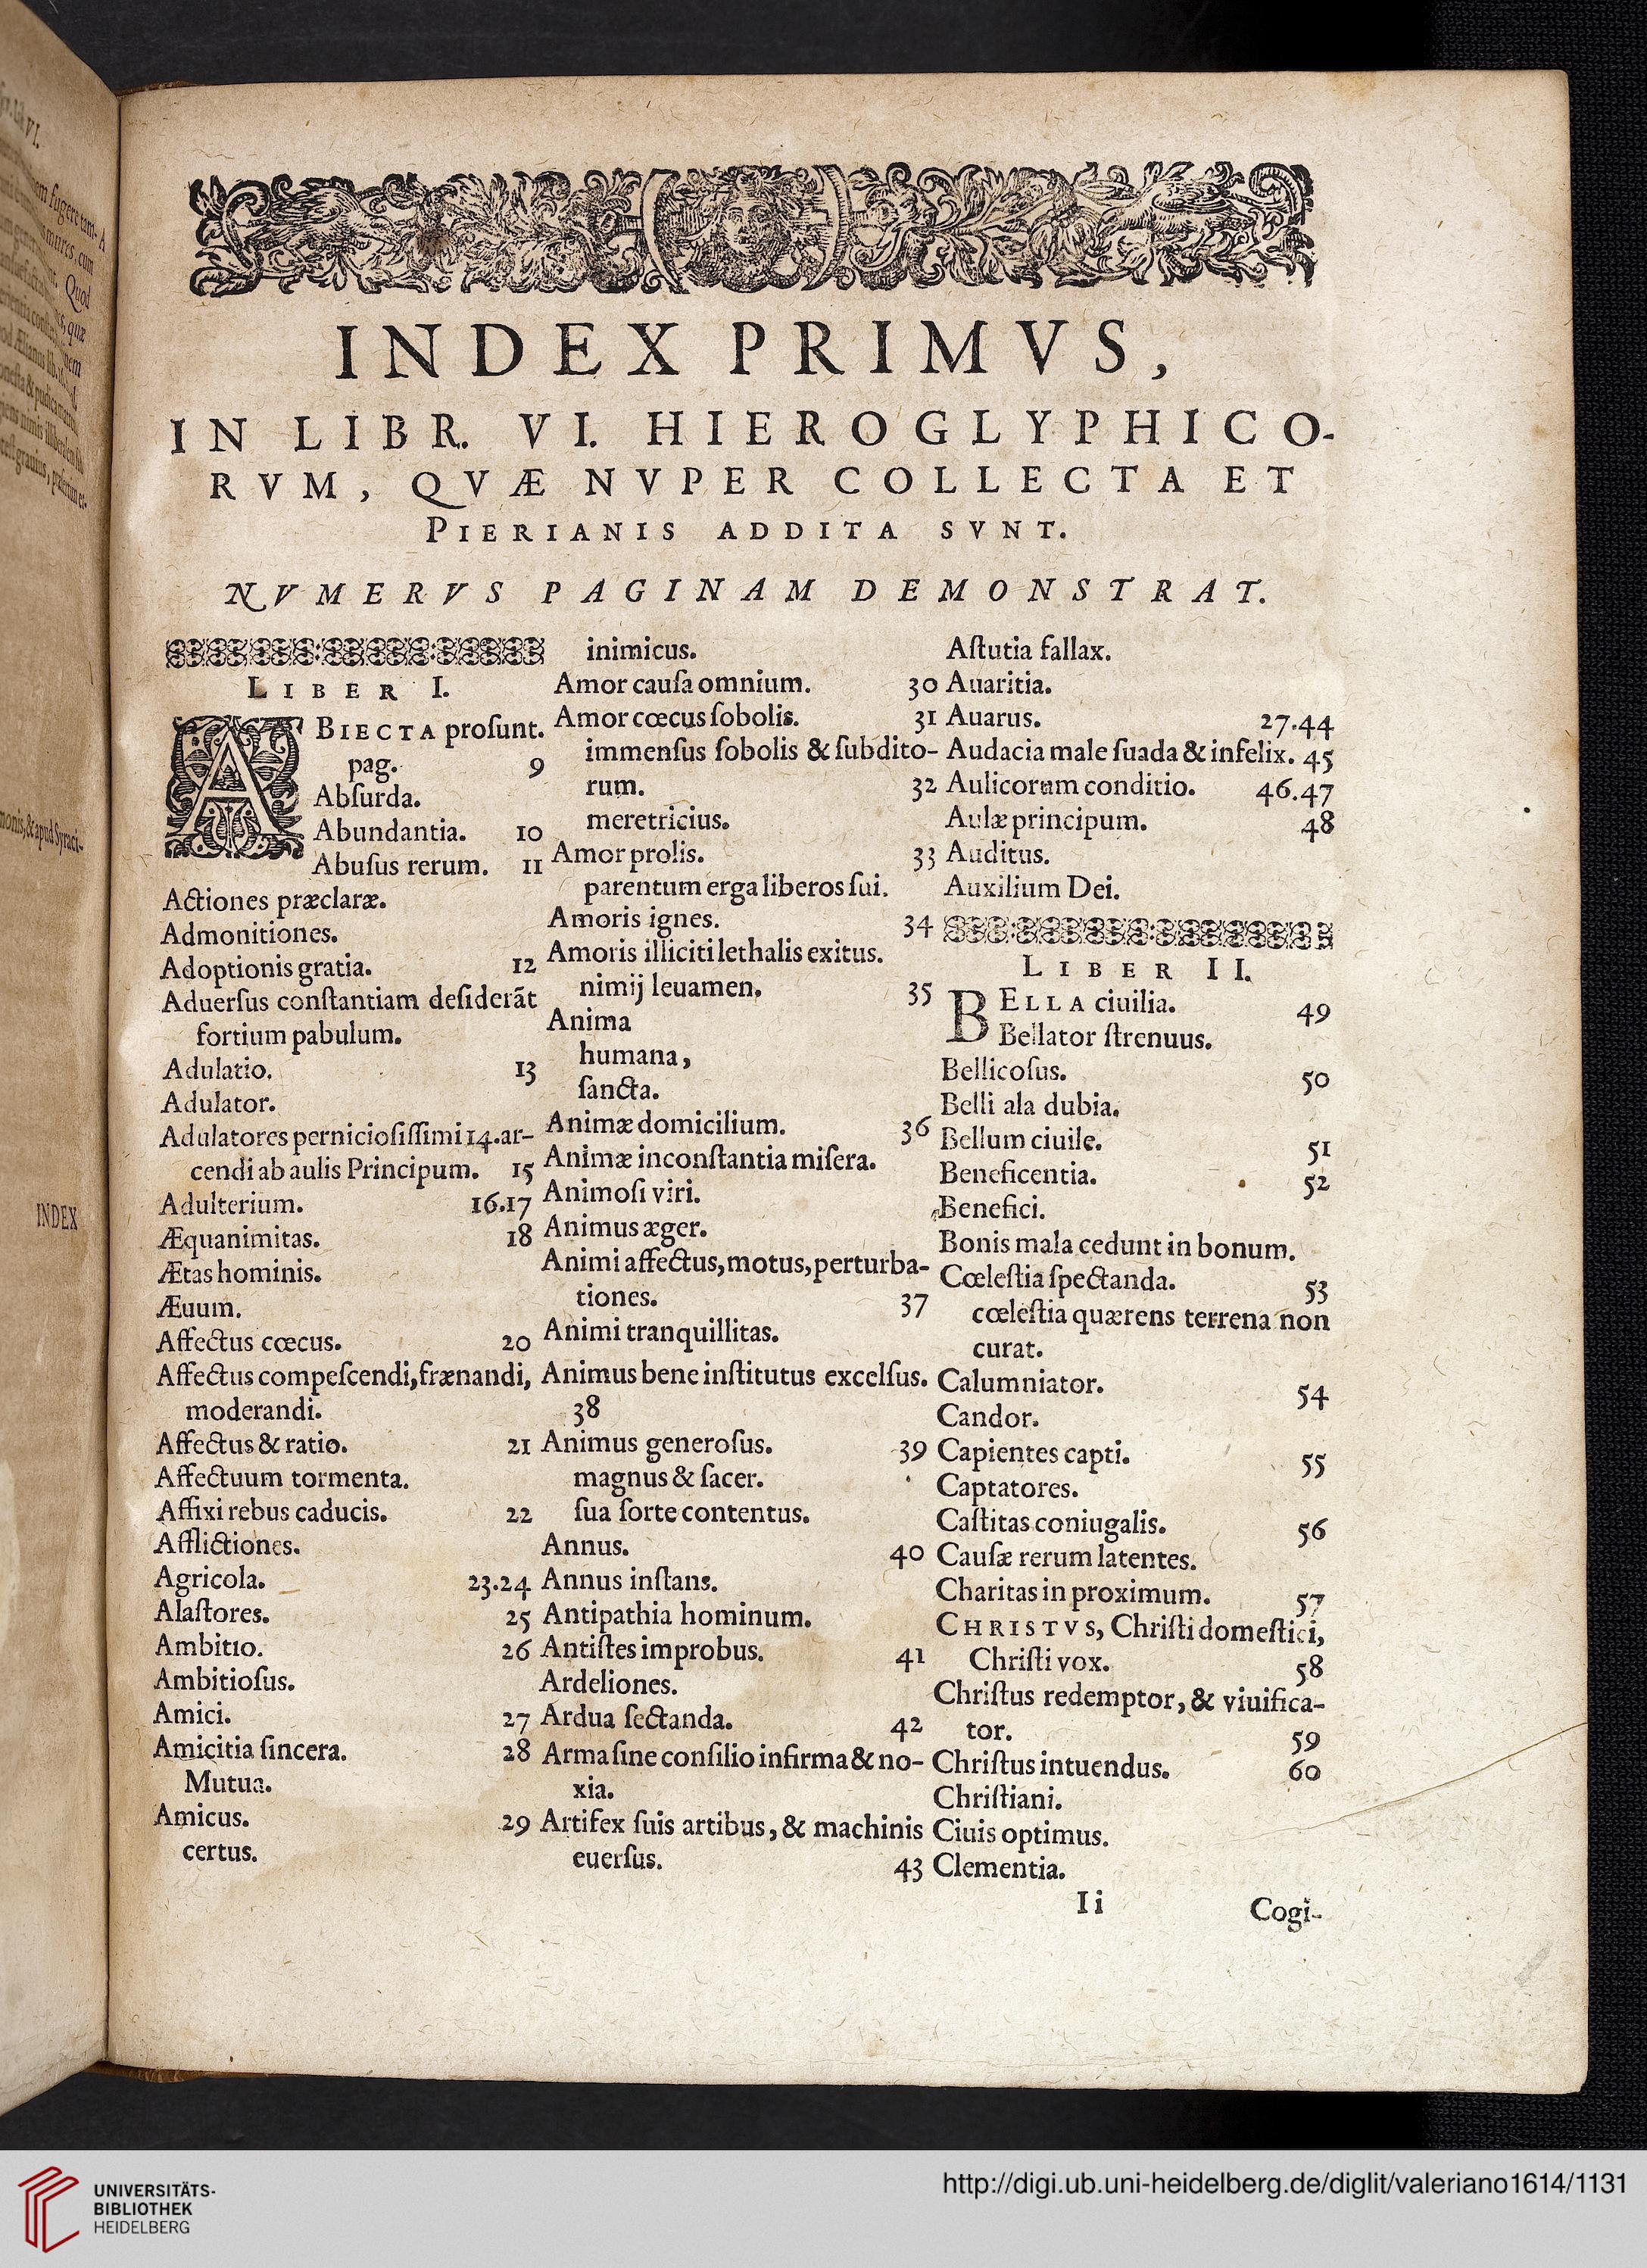 INDEX PRIMVS,
IN LIBR. VI. HIEROGLYPHICO-
RVM, QVÆ NVPER COLLECTA ET
PIERIANIS ADDITA SVNT.
NVMERVS PAGINAM DEMONSTRAT.
LIBER I.
ABIECTA proſunt.
pag. 9
Abſurda.
Abundantia. 10
Abuſus rerum. 11
Actiones præclaræ.
Admonitiones.
Adoptionis gratia. 12
Aduerſus conſtantiam deſiderãt
fortium pabulum.
Adulatio. 13
Adulator.
Adulatores pernicioſiſſimi 14. ar-
cendi ab aulis Principum. 15
Adulterium. 16.17
Æquanimitas. 18
Ætas hominis.
Æuum.
Affectus cœcus. 20
Affectus compeſcendi, frænandi,
moderandi.
Affectus & ratio. 21
Affectuum tormenta.
Affixi rebus caducis. 22
Afflictiones.
Agricola. 23.24
Alaſtores. 25
Ambitio. 26
Ambitioſus.
Amici. 27
Amicitia ſincera. 28
Mutua.
Amicus. 29
certus.
inimicus.
Amor cauſa omnium. 30
Amor cœcus ſobolis. 31
immenſus ſobolis & ſubdito-
rum. 32
meretricius.
Amor prolis. 33
parentum erga liberos ſui.
Amoris ignes. 34
Amoris illiciti lethalis exitus.
nimij leuamen. 35
Anima
humana,
ſancta.
Animæ domicilium. 36
Animæ inconſtantia miſera.
Animoſi viri.
Animus æger.
Animi affectus, motus, perturba-
tiones. 37
Animi tranquillitas.
Animus bene inſtitutus excelſus.
38
Animus generoſus. 39
magnus & ſacer.
ſua ſorte contentus.
Annus. 40
Annus inſtans.
Antipathia hominum.
Antiſtes improbus. 41
Ardeliones.
Ardua ſectanda. 42
Arma ſine conſilio infirma & no-
xia.
Artifex ſuis artibus, & machinis
euerſus. 43
Aſtutia fallax.
Auaritia.
Auarus. 27.44
Audacia male ſuada & infelix. 45
Aulicorum conditio. 46.47
Aulæ principum. 48
Auditus.
Auxilium Dei.
LIBER II.
BELLA ciuilia. 49
Bellator ſtrenuus.
Bellicoſus. 50
Belli ala dubia.
Bellum ciuile. 51
Beneficentia. 52
Benefici.
Bonis mala cedunt in bonum.
Cœleſtia ſpectanda. 53
cœleſtia quærens terrena non
curat.
Calumniator. 54
Candor.
Capientes capti. 55
Captatores.
Caſtitas coniugalis. 56
Cauſæ rerum latentes.
Charitas in proximum. 57
CHRISTVS, Chriſti domeſtici,
Chriſti vox. 58
Chriſtus redemptor, & viuifica-
tor. 59
Chriſtus intuendus. 60
Chriſtiani.
Ciuis optimus.
Clementia.
Ii Cogi-
INDEX
UNIVERSITÄTS-
BIBLIOTHEK
HEIDELBERG
http://digi.ub.uni-heidelberg.de/diglit/valeriano1614/1131